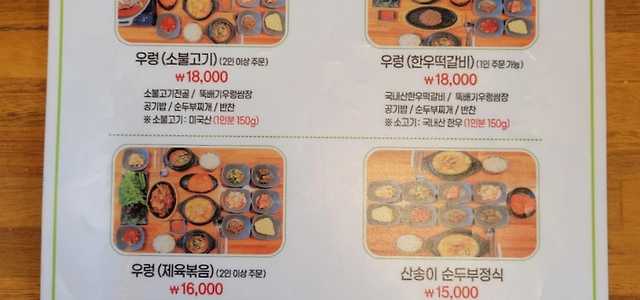 우렁 (소불고기) (2인 이상 주문)
₩18,000
소불고기전골 / 뚝배기우렁쌈장
공기밥 / 순두부찌개 / 반찬
※ 소불고기 : 미국산 (1인분 150g)
우렁 (한우떡갈비) (1인 주문 가능)
₩18,000
국내산한우떡갈비 / 뚝배기우렁쌈장
공기밥 / 순두부찌개 / 반찬
※ 소고기 : 국내산 한우 (1인분 150g)
우렁 (제육볶음) (2인 이상 주문)
₩16,000
산송이 순두부정식
₩15,000